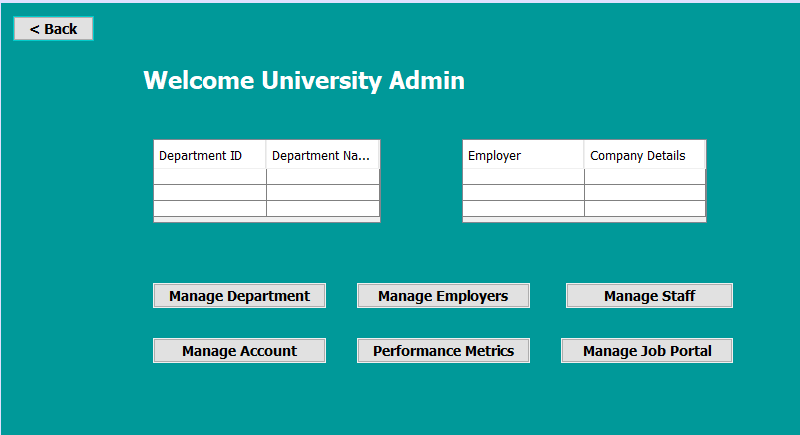 < Back
Welcome University Admin
Department ID Department Na...
Employer Company Details
Manage Department Manage Employers Manage Staff
Manage Account Performance Metrics Manage Job Portal